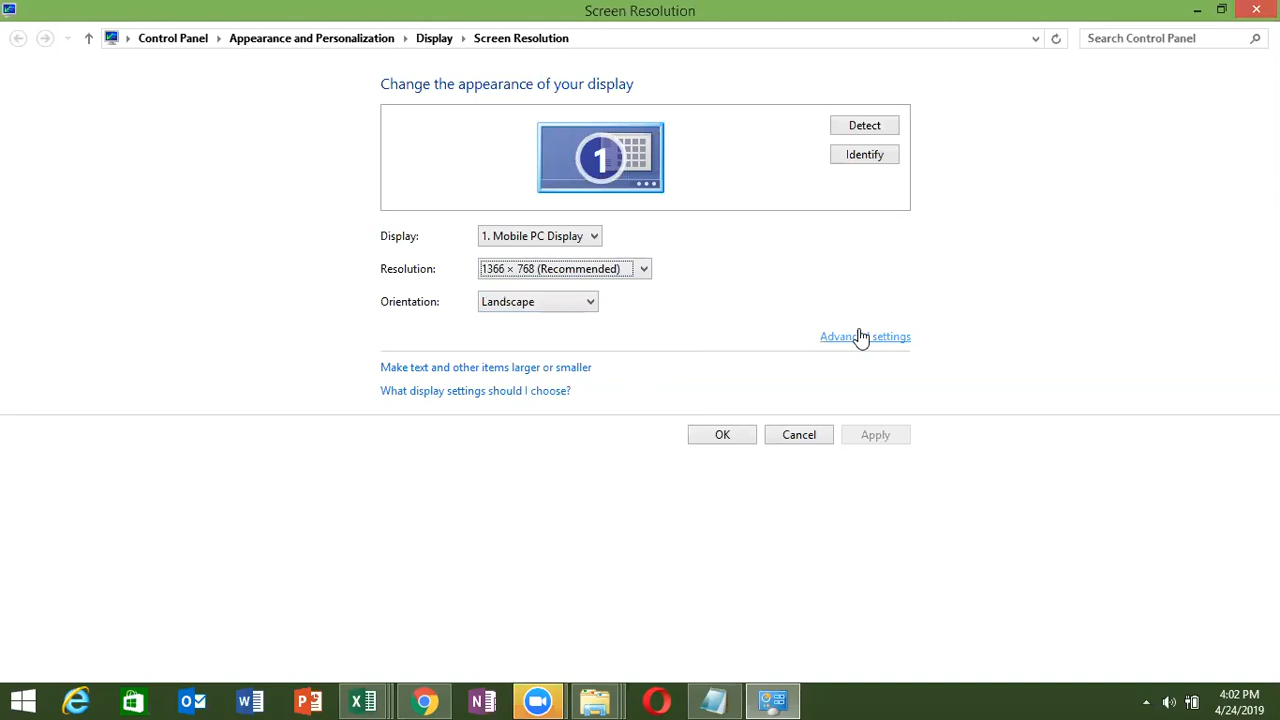 Screen Resolution
Control Panel Appearance and Personalization Display Screen Resolution
Search Control Panel
Change the appearance of your display
1
Detect
Identify
Display: 1. Mobile PC Display
Resolution: 1366 × 768 (Recommended)
Orientation: Landscape
Advanced settings
Make text and other items larger or smaller
What display settings should I choose?
OK Cancel Apply
4:02 PM
4/24/2019